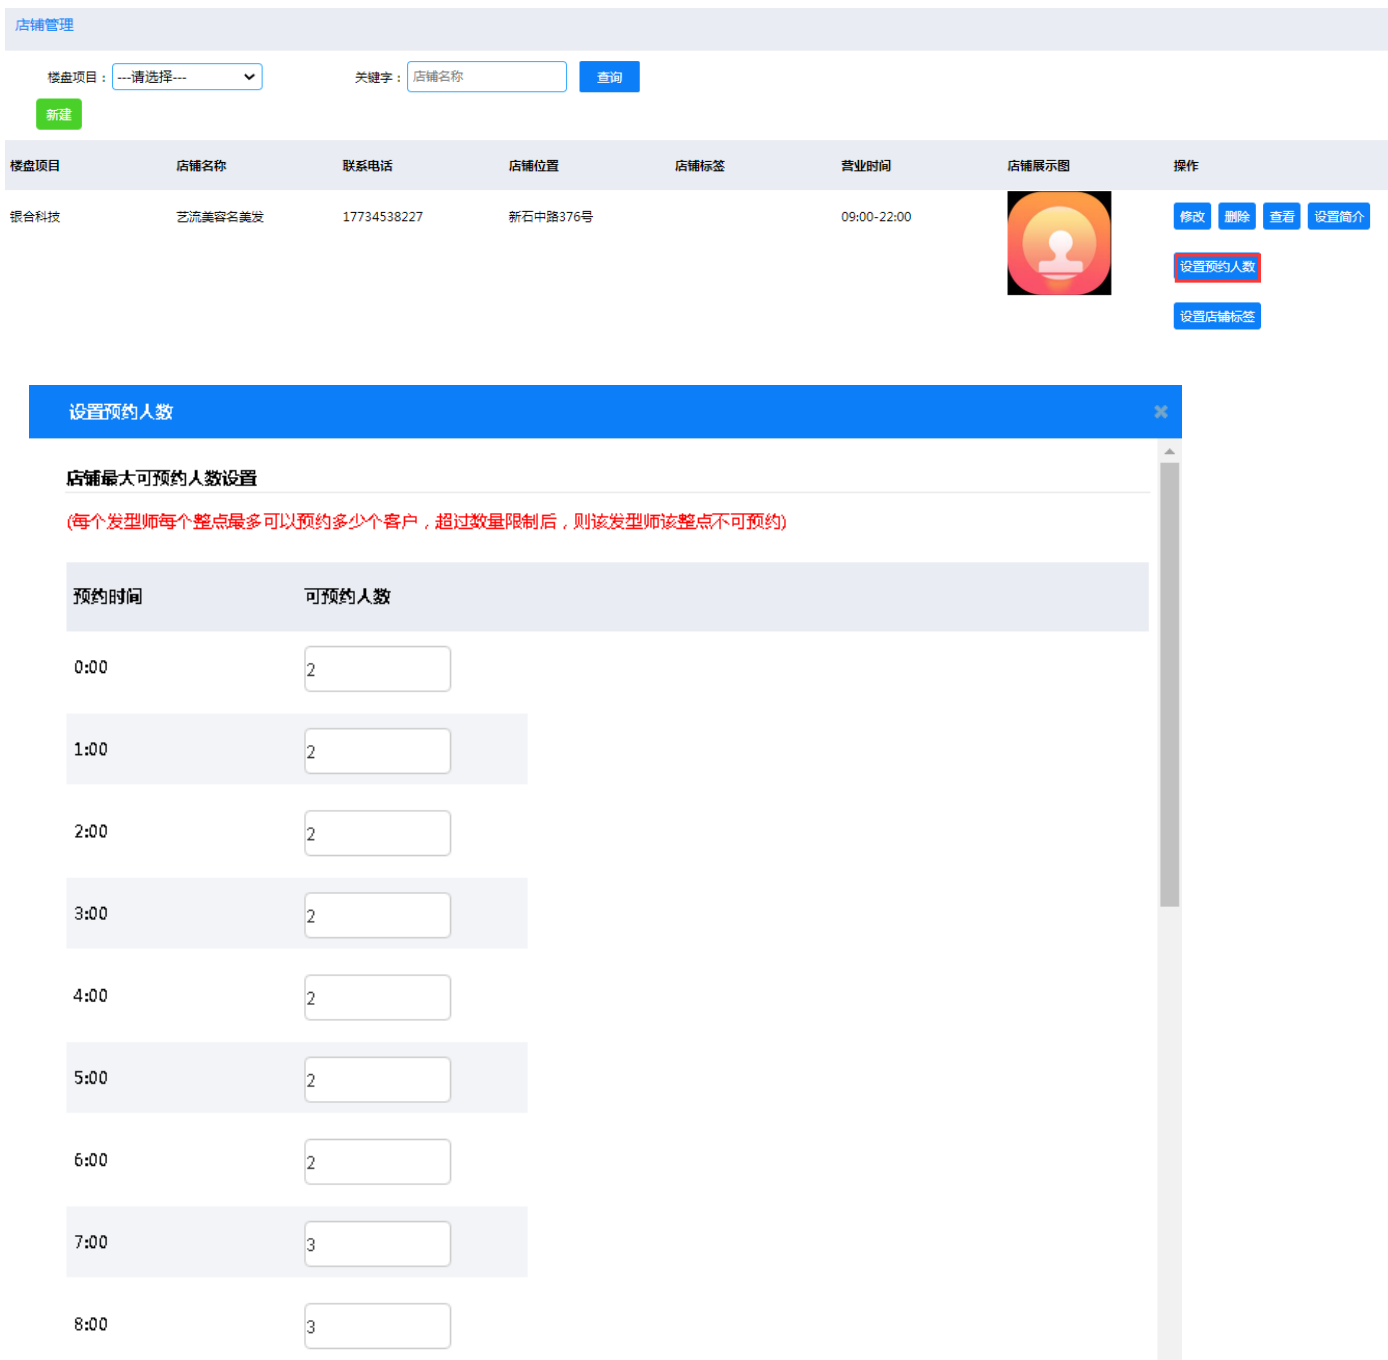 店铺管理
楼盘项目： ---请选择--- 关键字： 店铺名称 查询
新建
楼盘项目 店铺名称 联系电话 店铺位置 店铺标签 营业时间 店铺展示图 操作
银合科技 艺流美容名美发 17734538227 新石中路376号 09:00-22:00 修改 删除 查看 设置简介
设置预约人数
设置店铺标签
设置预约人数
店铺最大可预约人数设置
(每个发型师每个整点最多可以预约多少个客户，超过数量限制后，则该发型师该整点不可预约)
预约时间 可预约人数
0:00 2
1:00 2
2:00 2
3:00 2
4:00 2
5:00 2
6:00 2
7:00 3
8:00 3